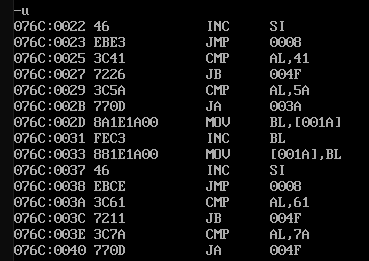 -u
076C:0022 46 INC SI
076C:0023 EBE3 JMP 0008
076C:0025 3C41 CMP AL,41
076C:0027 7226 JB 004F
076C:0029 3C5A CMP AL,5A
076C:002B 770D JA 003A
076C:002D 8A1E1A00 MOV BL,[001A]
076C:0031 FEC3 INC BL
076C:0033 881E1A00 MOV [001A],BL
076C:0037 46 INC SI
076C:0038 EBCE JMP 0008
076C:003A 3C61 CMP AL,61
076C:003C 7211 JB 004F
076C:003E 3C7A CMP AL,7A
076C:0040 770D JA 004F